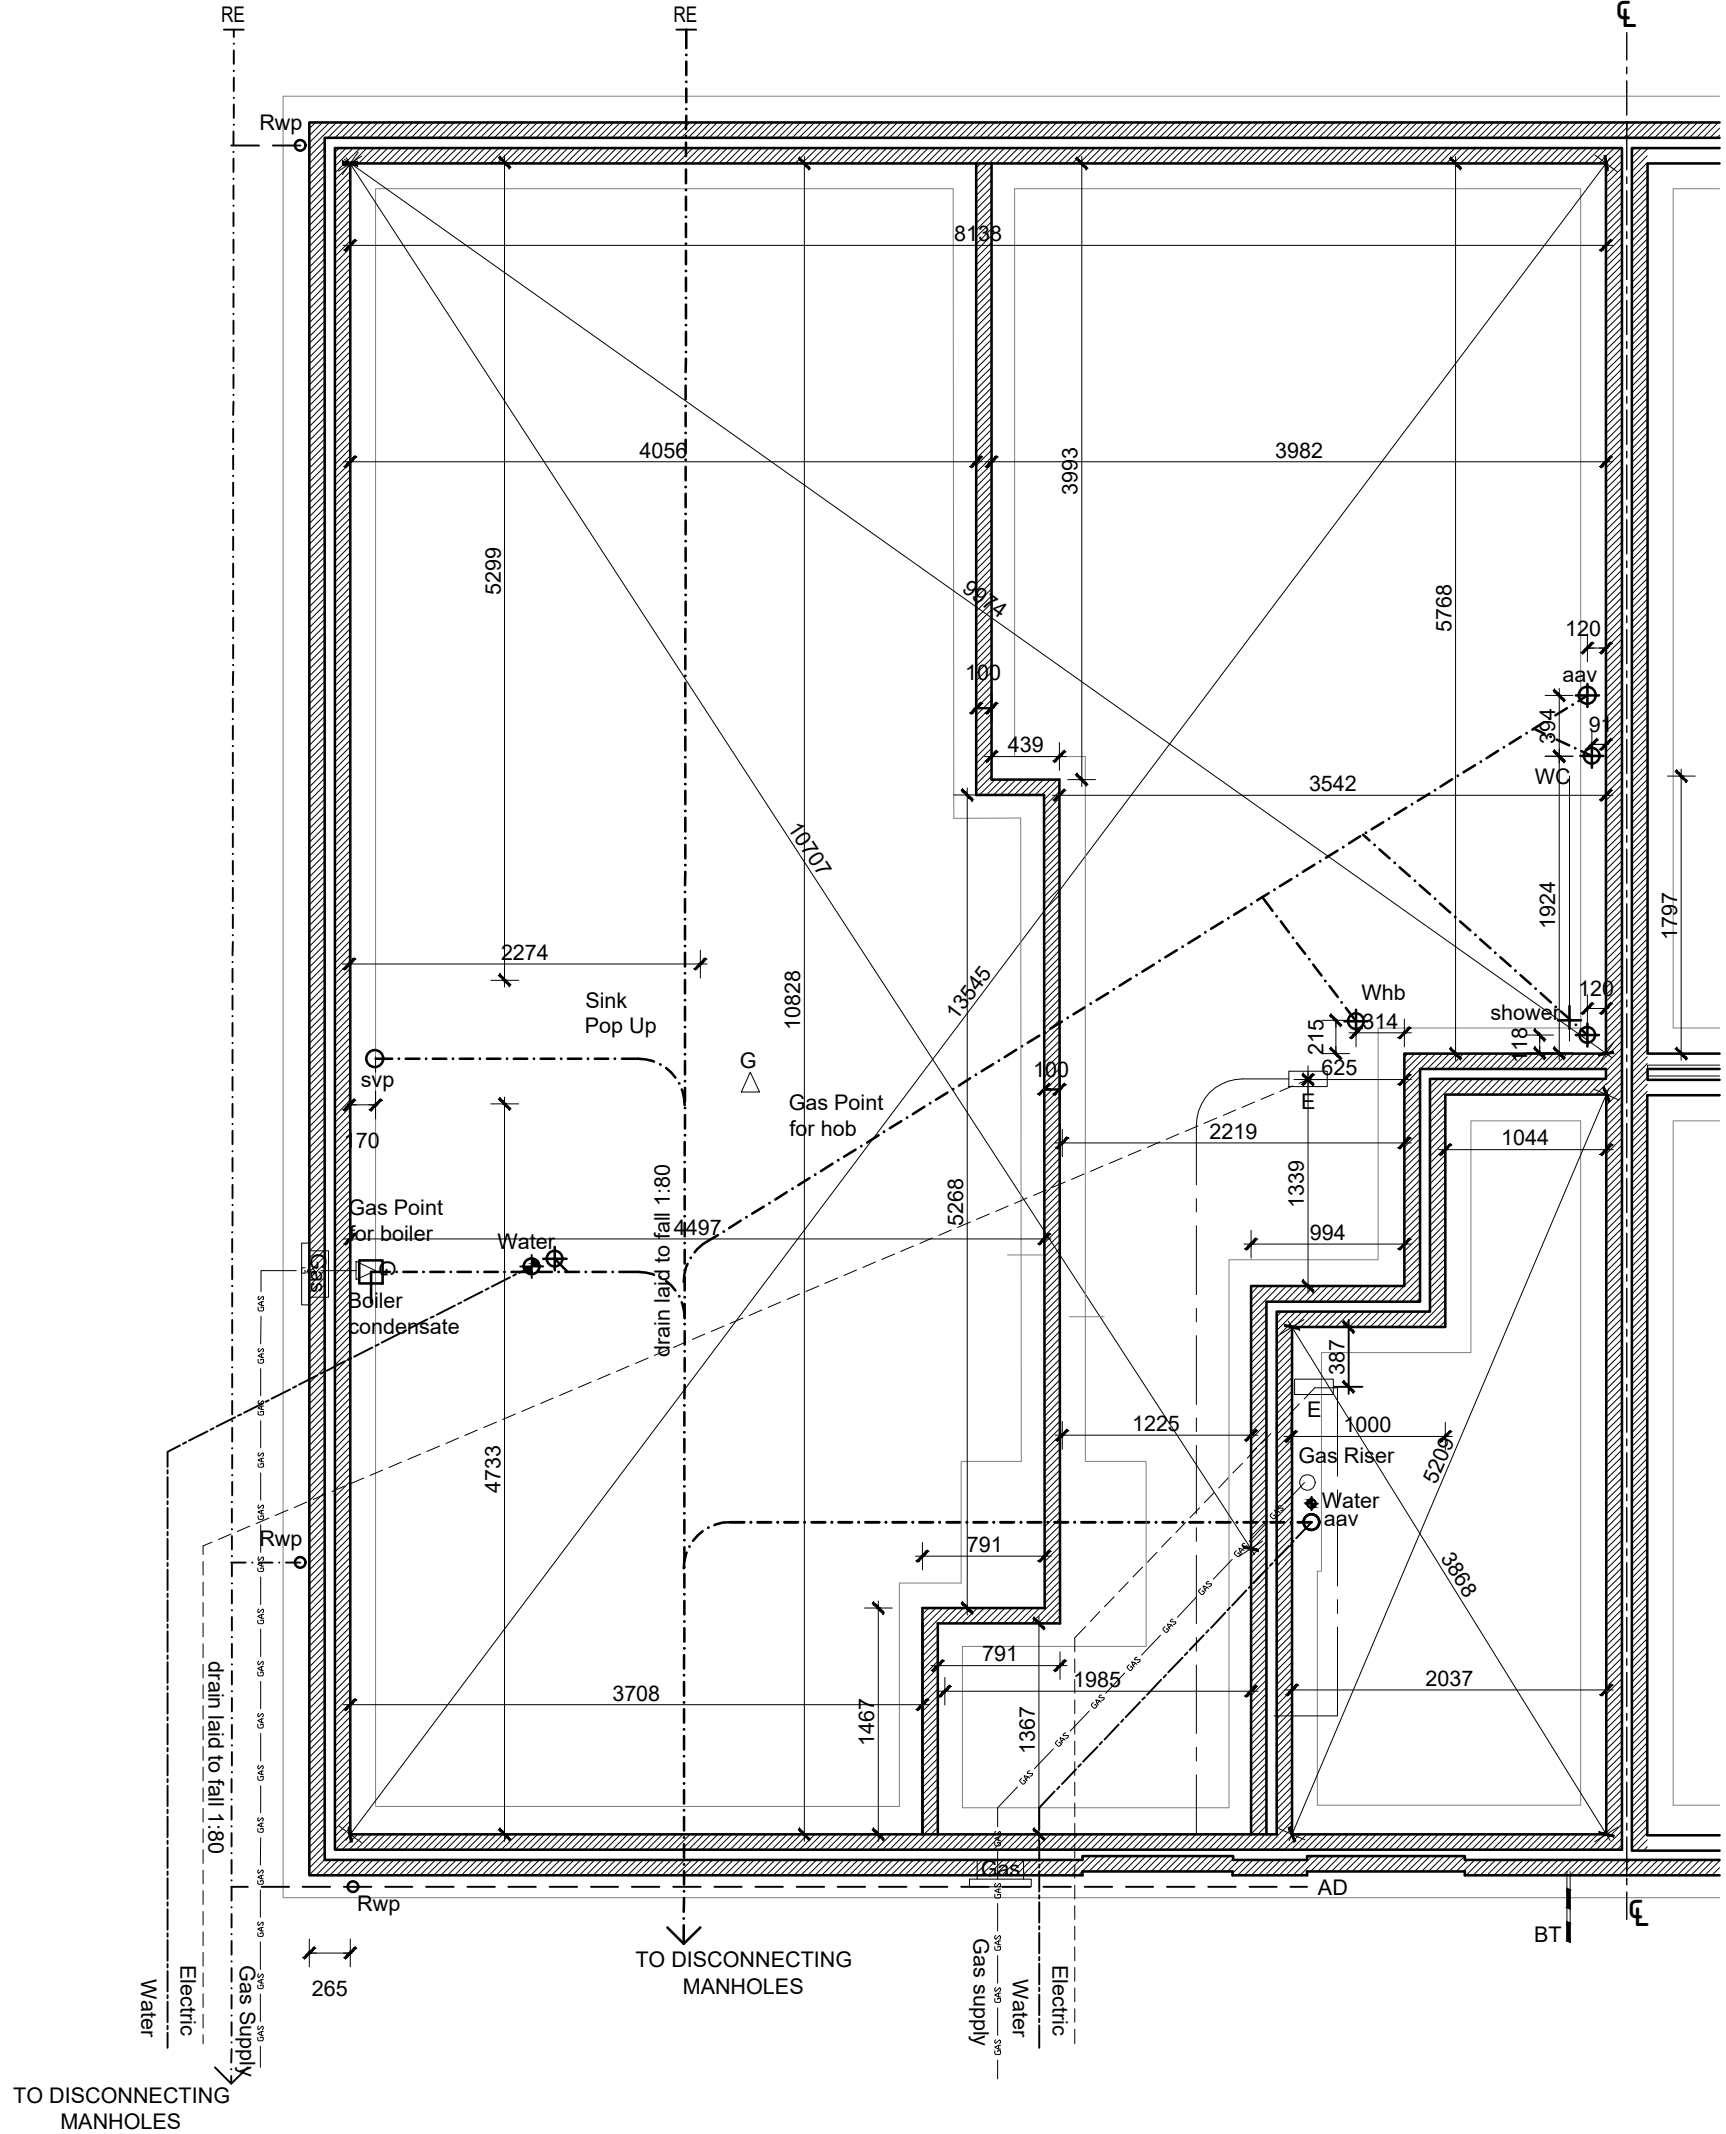 RE
RE
℄
Rwp
8138
4056
3993
3982
5299
9974
5768
120
100
aav
394
91
439
WC
3542
10707
1924
1797
2274
10828
13545
Sink
Pop Up
Whb
120
314
shower
215
118
svp
G
100
625
Gas Point
for hob
E
170
2219
1044
1339
drain laid to fall 1:80
5268
Gas Point
for boiler
Water
4497
994
Gas
G
Boiler
condensate
GAS
387
E
1225
1000
Gas Riser
5209
4733
Water
aav
Rwp
791
3868
791
1985
2037
3708
1467
1367
drain laid to fall 1:80
Gas
AD
Rwp
℄
BT
TO DISCONNECTING
MANHOLES
265
Water
Electric
Gas Supply
Gas supply
Water
Electric
TO DISCONNECTING
MANHOLES